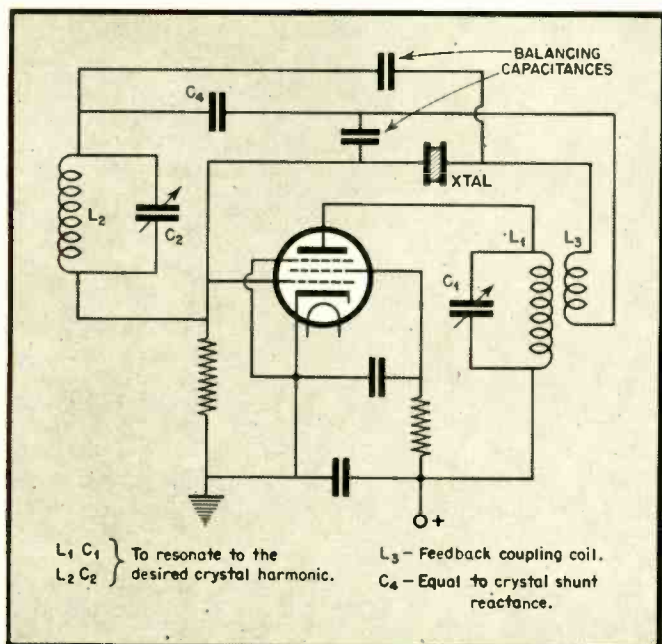 BALANCING
CAPACITANCES
C4
XTAL
L2
C2
L1
L3
C1
+
L1 C1
L2 C2
} To resonate to the
desired crystal harmonic.
L3 – Feedback coupling coil.
C4 – Equal to crystal shunt
reactance.